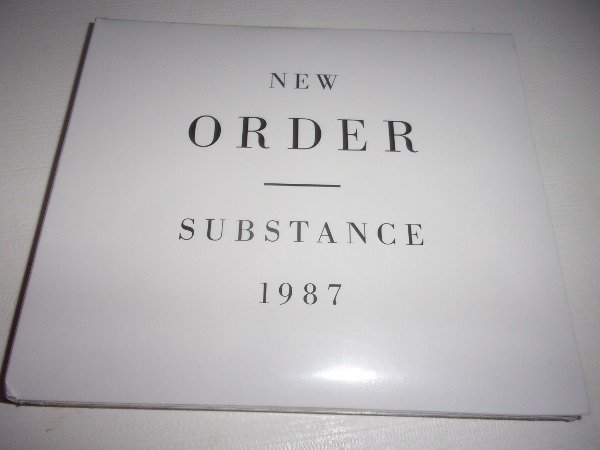 NEW
ORDER
SUBSTANCE
1987